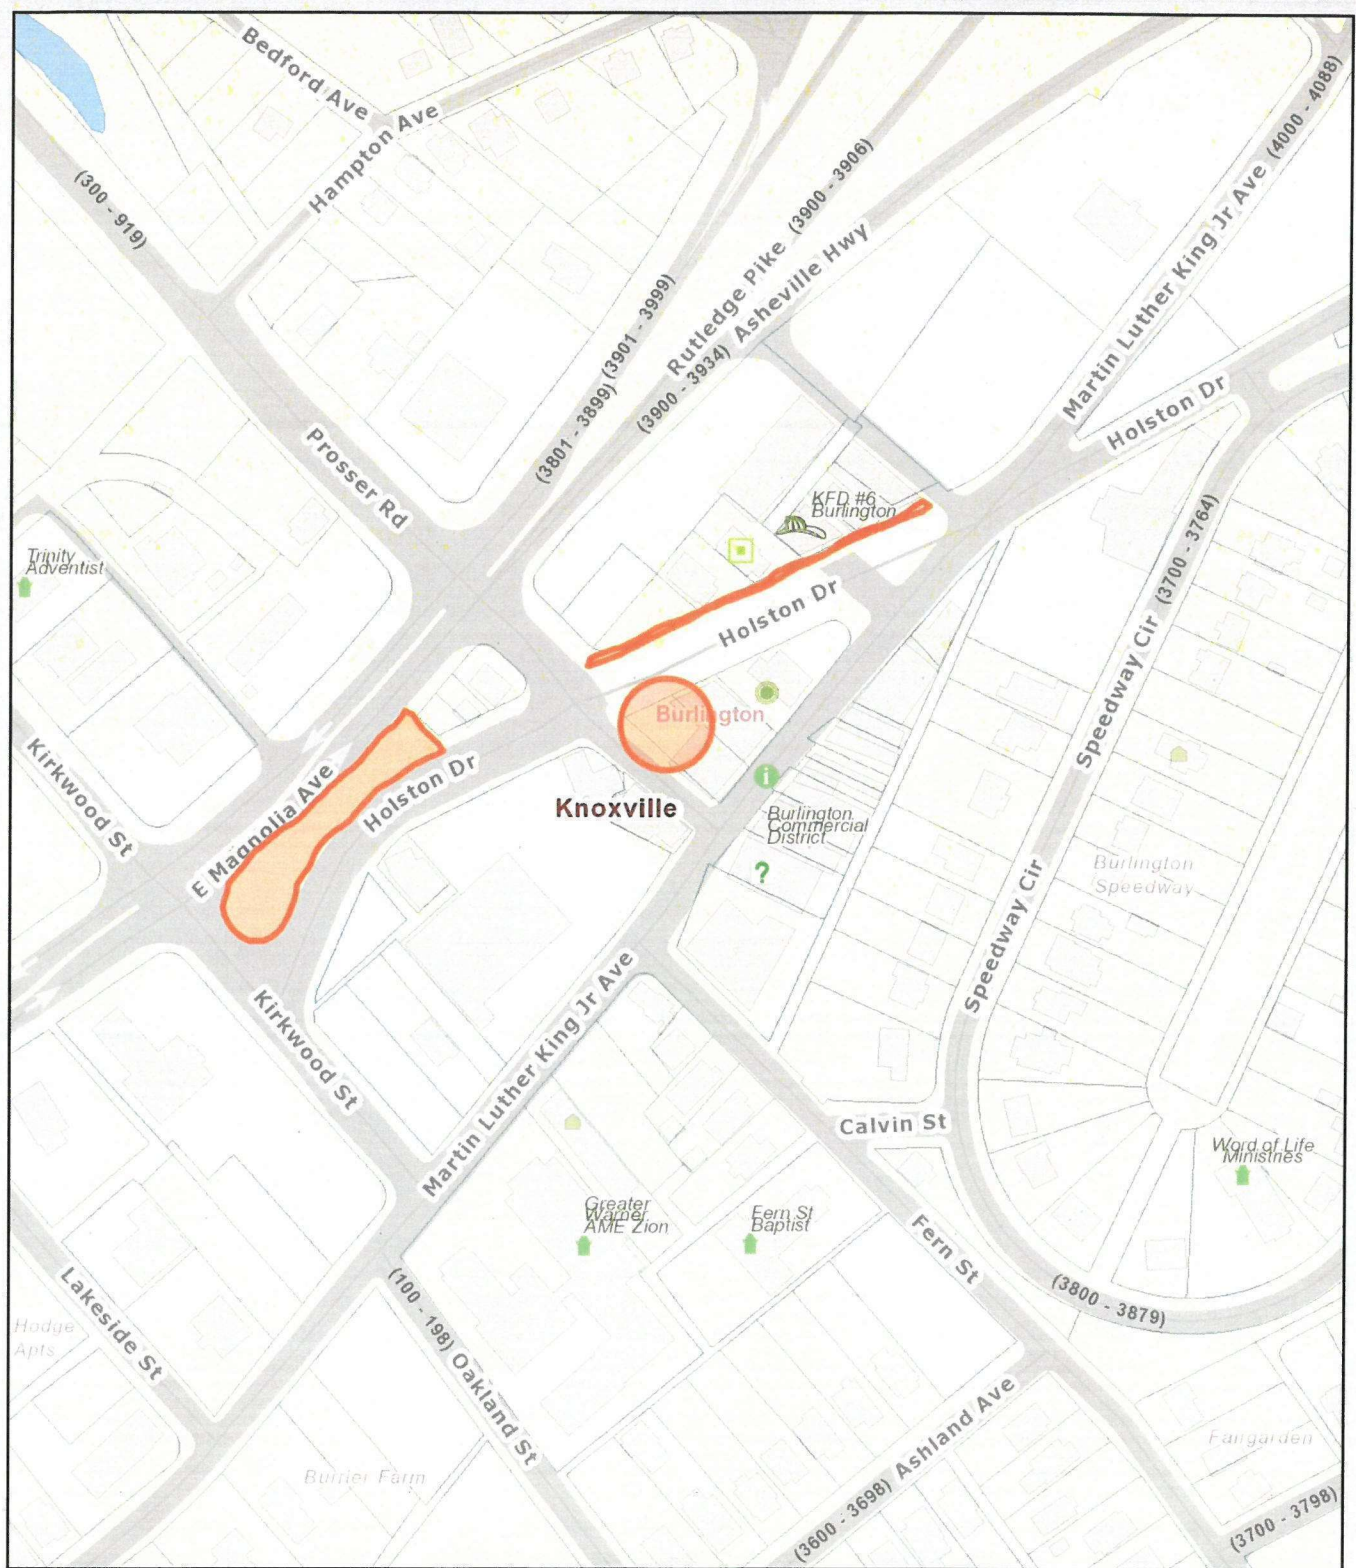 Bedford Ave
Hampton Ave
(300 - 919)
Rutledge Pike (3900 - 3906)
(3900 - 3934) Asheville Hwy
Martin Luther King Jr Ave (4000 - 4088)
(3801 - 3899) (3901 - 3999)
Prosser Rd
Holston Dr
KFD #6
Burlington
Trinity
Adventist
Holston Dr
Speedway Cir (3700 - 3764)
Burlington
Kirkwood St
E Magnolia Ave
Holston Dr
Knoxville
i
Burlington
Commercial
District
?
Burlington
Speedway
Speedway Cir
Kirkwood St
Martin Luther King Jr Ave
Calvin St
Word of Life
Ministries
Greater
Warner
AME Zion
Fern St
Baptist
Fern St
Lakeside St
(100 - 198) Oakland St
(3800 - 3879)
Hodge
Apts
Burrier Farm
(3600 - 3698) Ashland Ave
Fairgarden
(3700 - 3798)